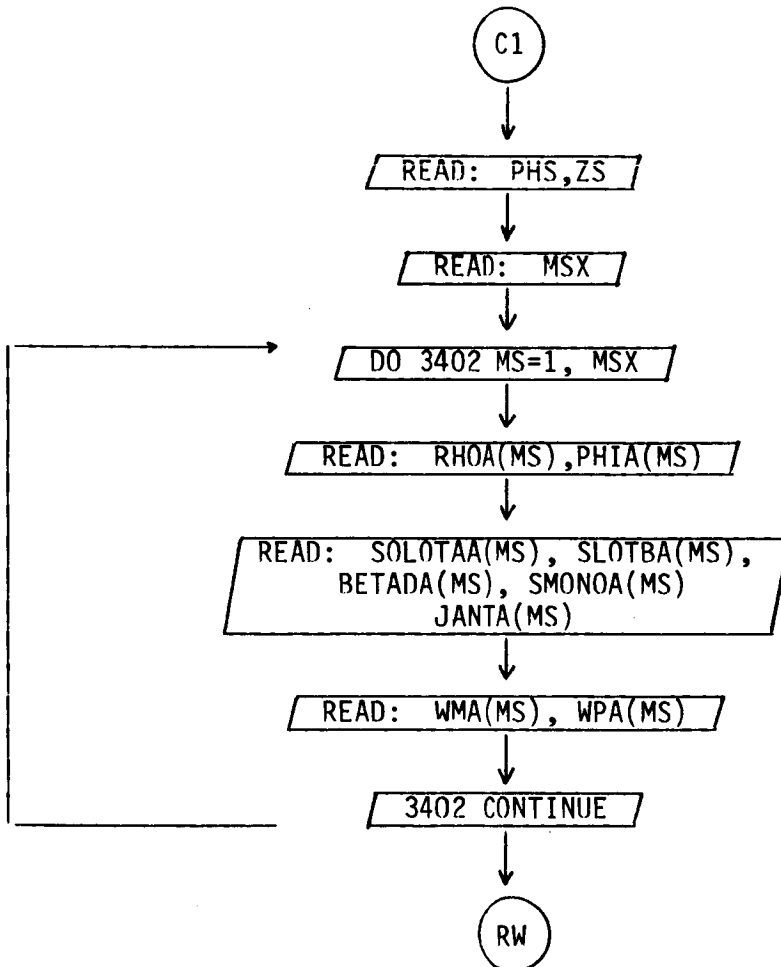 C1
READ: PHS,ZS
READ: MSX
DO 3402 MS=1, MSX
READ: RHOA(MS),PHIA(MS)
READ: SOLOTAA(MS), SLOTBA(MS),
BETADA(MS), SMONOA(MS)
JANTA(MS)
READ: WMA(MS), WPA(MS)
3402 CONTINUE
RW